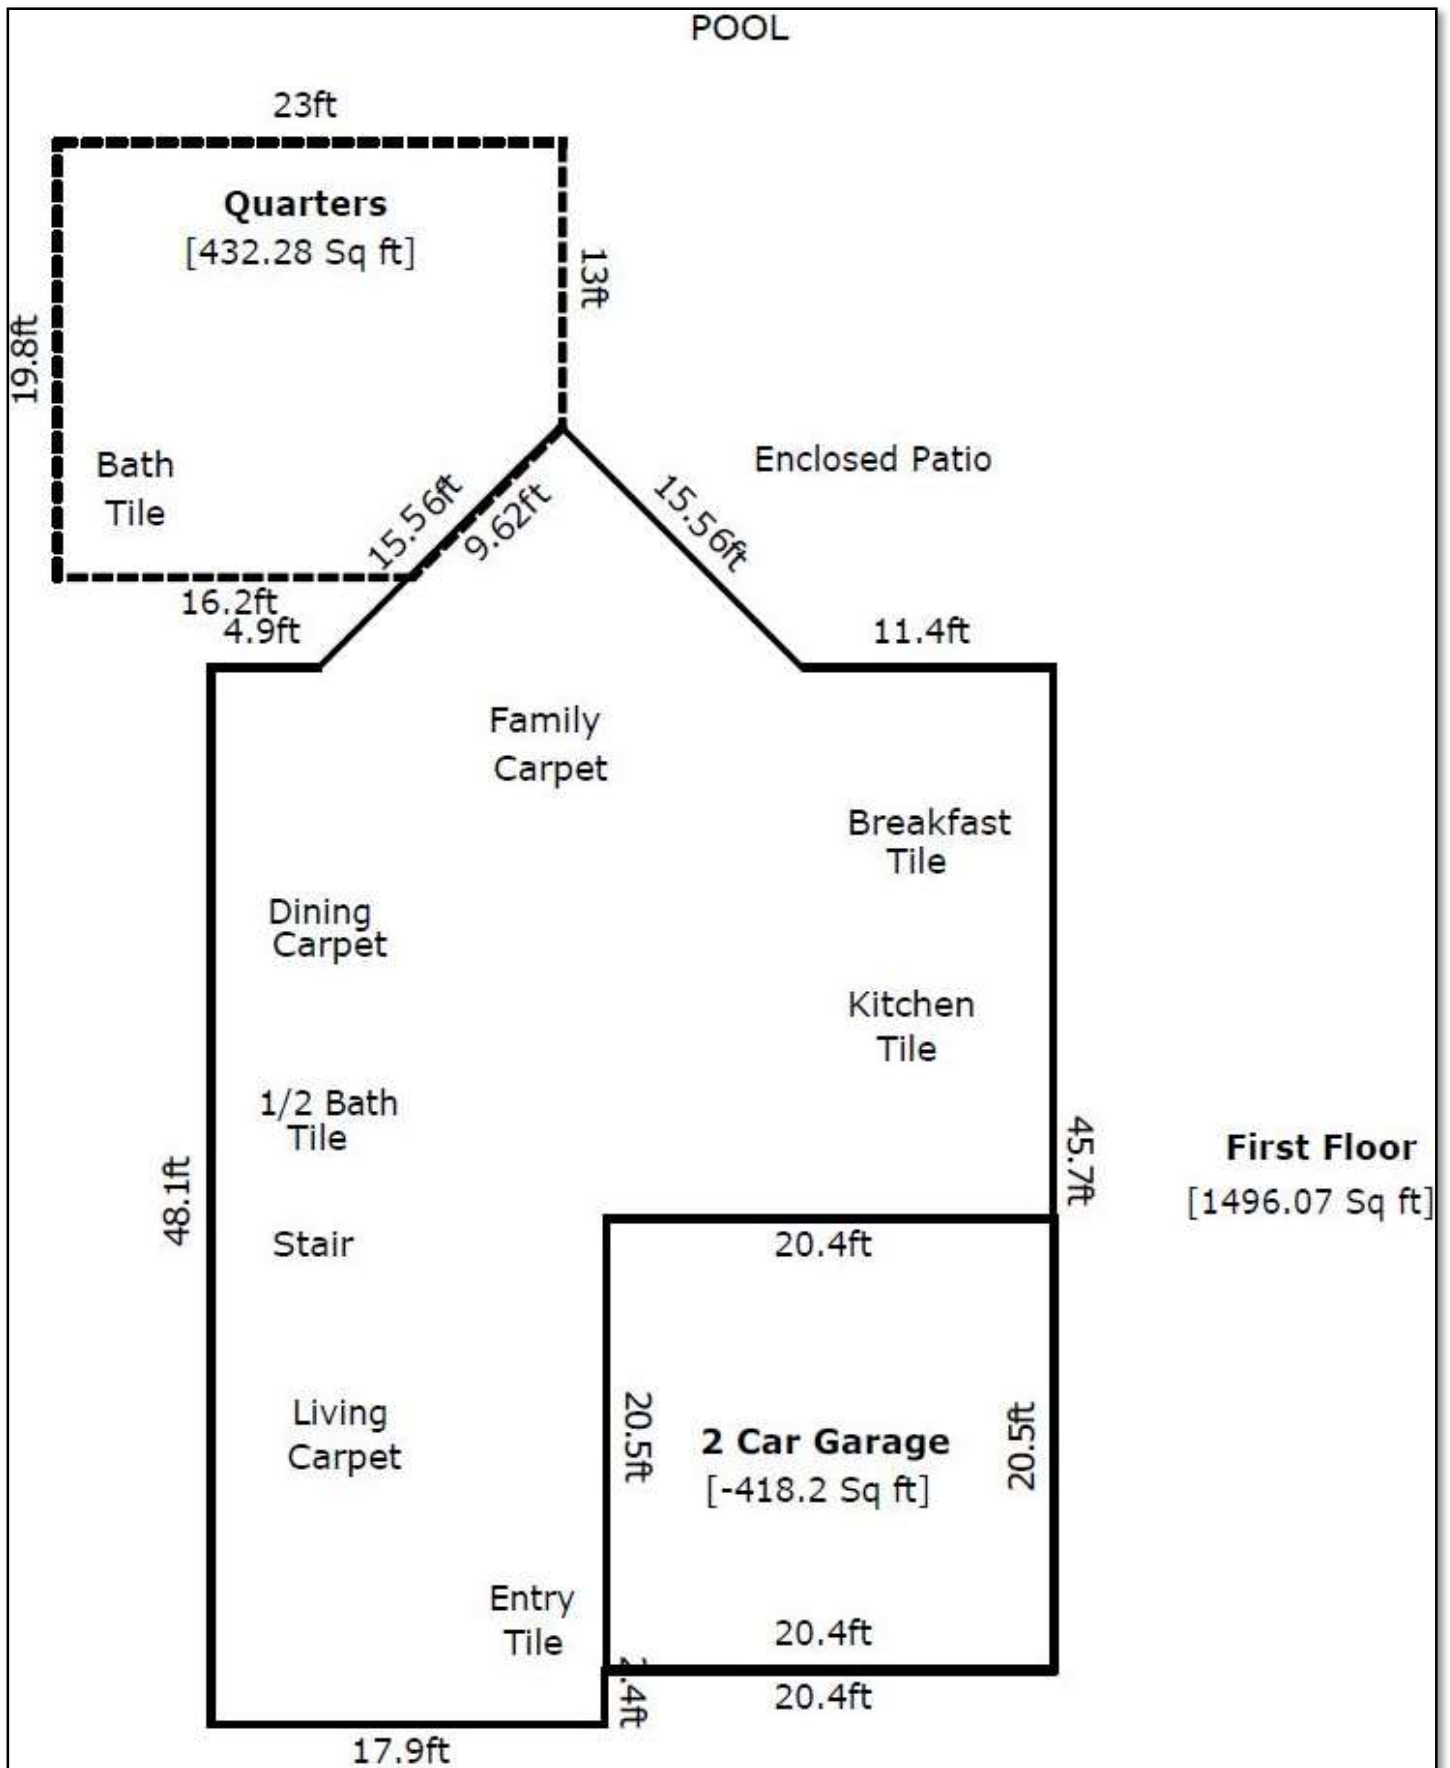 POOL
23ft
Quarters
[432.28 Sq ft]
13ft
19.8ft
Bath
Tile
Enclosed Patio
15.56ft
9.62ft
15.56ft
16.2ft
4.9ft
11.4ft
Family
Carpet
Breakfast
Tile
Dining
Carpet
Kitchen
Tile
1/2 Bath
Tile
48.1ft
45.7ft
First Floor
[1496.07 Sq ft]
Stair
20.4ft
Living
Carpet
20.5ft
2 Car Garage
[-418.2 Sq ft]
20.5ft
Entry
Tile
20.4ft
20.4ft
17.9ft